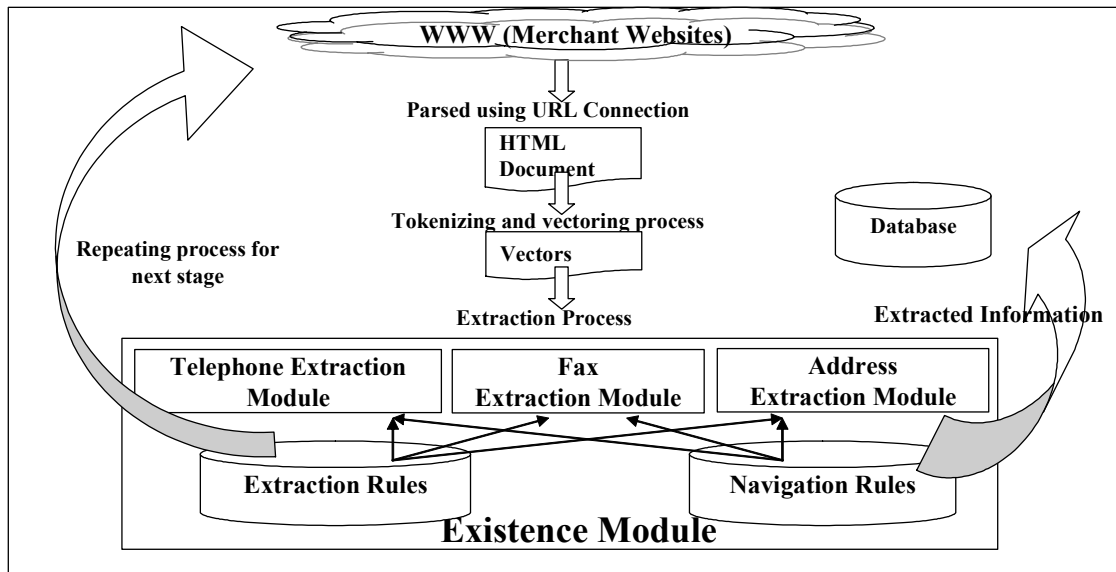 WWW (Merchant Websites)
Parsed using URL Connection
HTML
Document
Tokenizing and vectoring process
Vectors
Database
Repeating process for
next stage
Extraction Process
Extracted Information
Telephone Extraction
Module
Fax
Extraction Module
Address
Extraction Module
Extraction Rules
Navigation Rules
Existence Module